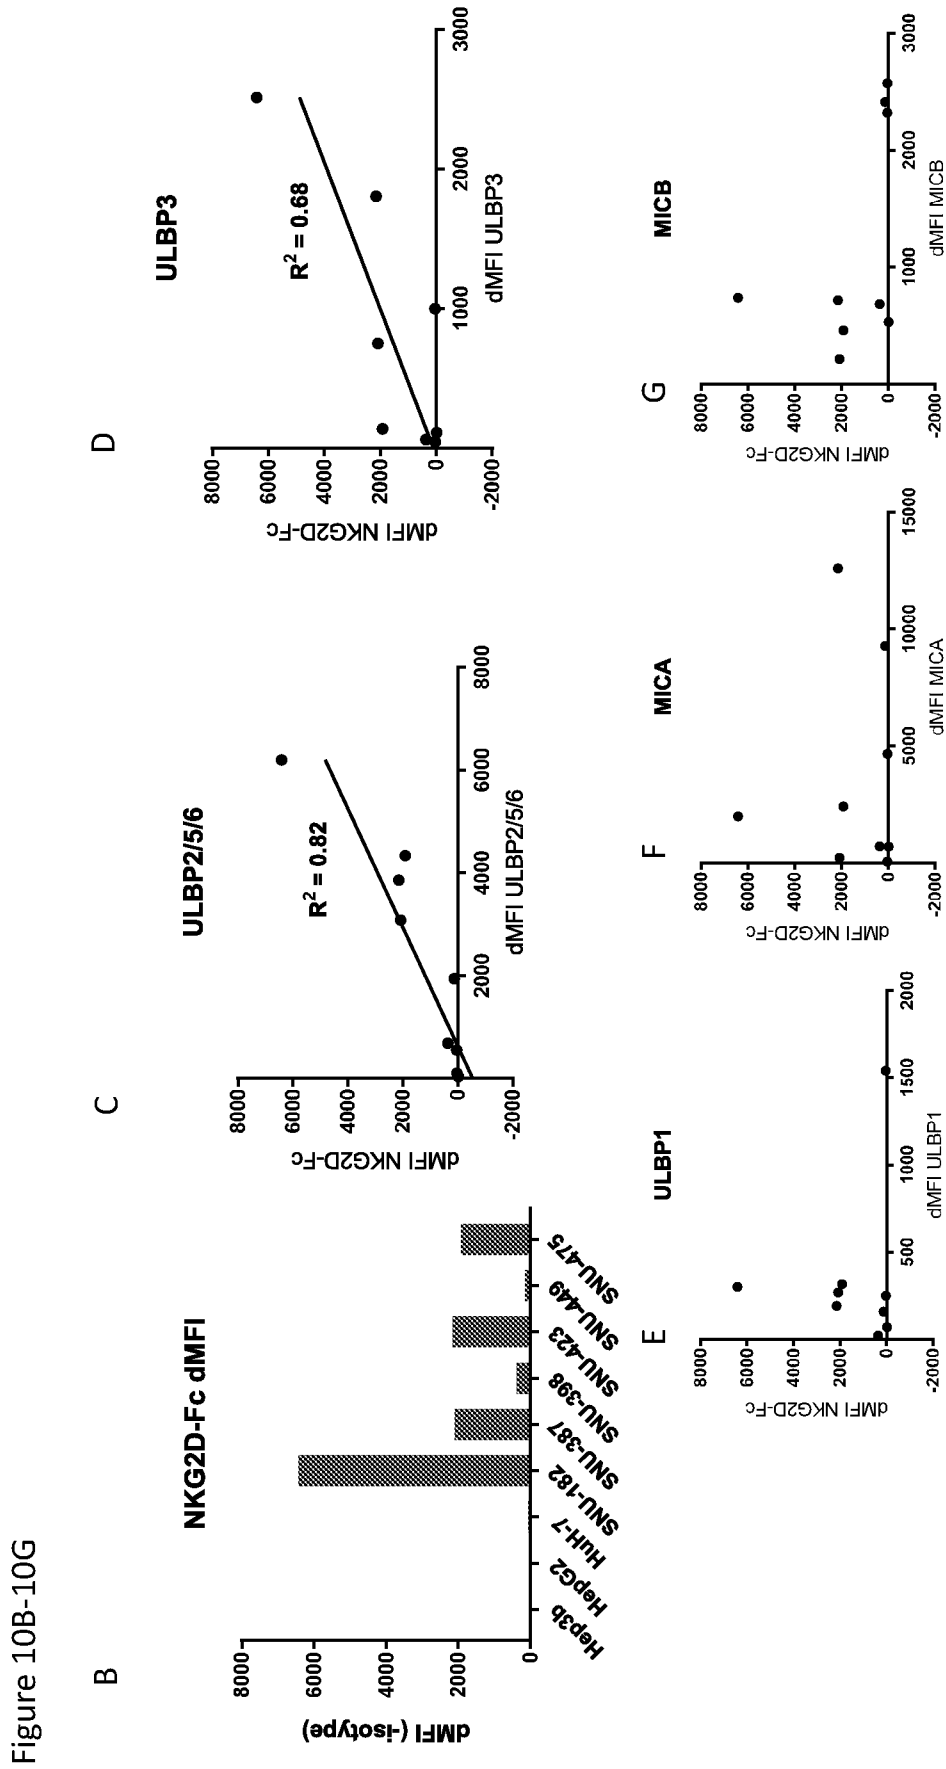 Figure 10B-10G
B
NKG2D-Fc dMFI
dMFI (-isotype)
8000
6000
4000
2000
0
Hep3b
HepG2
HuH-7
SNU-182
SNU-387
SNU-398
SNU-423
SNU-449
SNU-475
C
ULBP2/5/6
R² = 0.82
dMFI NKG2D-Fc
8000
6000
4000
2000
0
-2000
2000
4000
6000
8000
dMFI ULBP2/5/6
D
ULBP3
R² = 0.68
dMFI NKG2D-Fc
8000
6000
4000
2000
0
-2000
1000
2000
3000
dMFI ULBP3
E
ULBP1
dMFI NKG2D-Fc
8000
6000
4000
2000
0
-2000
500
1000
1500
2000
dMFI ULBP1
F
MICA
dMFI NKG2D-Fc
8000
6000
4000
2000
0
-2000
5000
10000
15000
dMFI MICA
G
MICB
dMFI NKG2D-Fc
8000
6000
4000
2000
0
-2000
1000
2000
3000
dMFI MICB